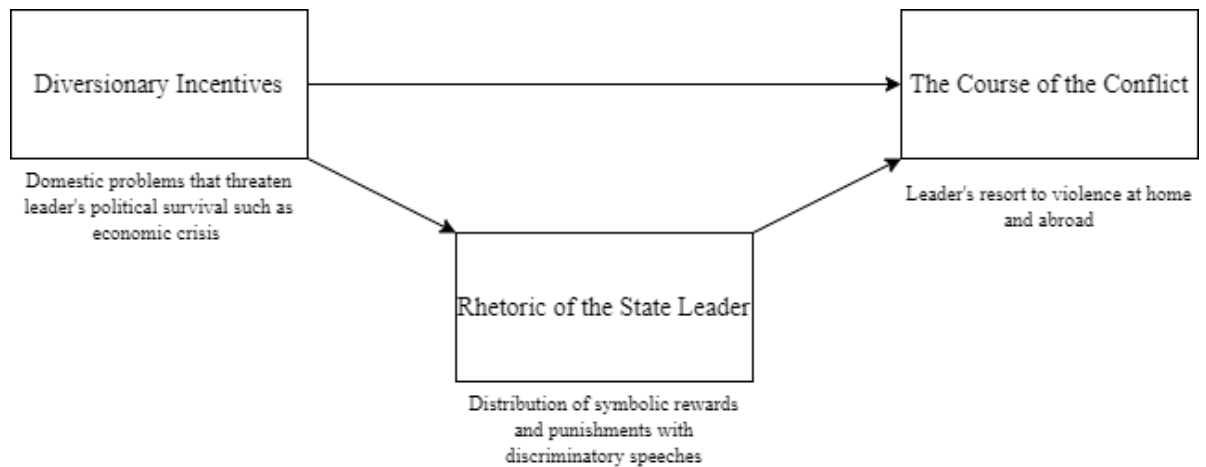 Diversionary Incentives
The Course of the Conflict
Domestic problems that threaten
leader's political survival such as
economic crisis
Leader's resort to violence at home
and abroad
Rhetoric of the State Leader
Distribution of symbolic rewards
and punishments with
discriminatory speeches